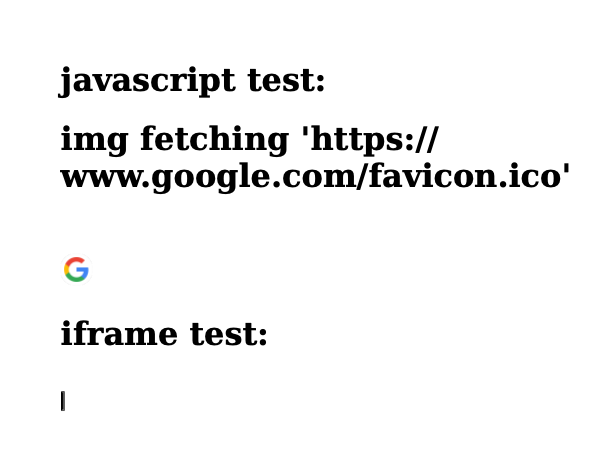 javascript test:
img fetching 'https://
www.google.com/favicon.ico'
G
iframe test: